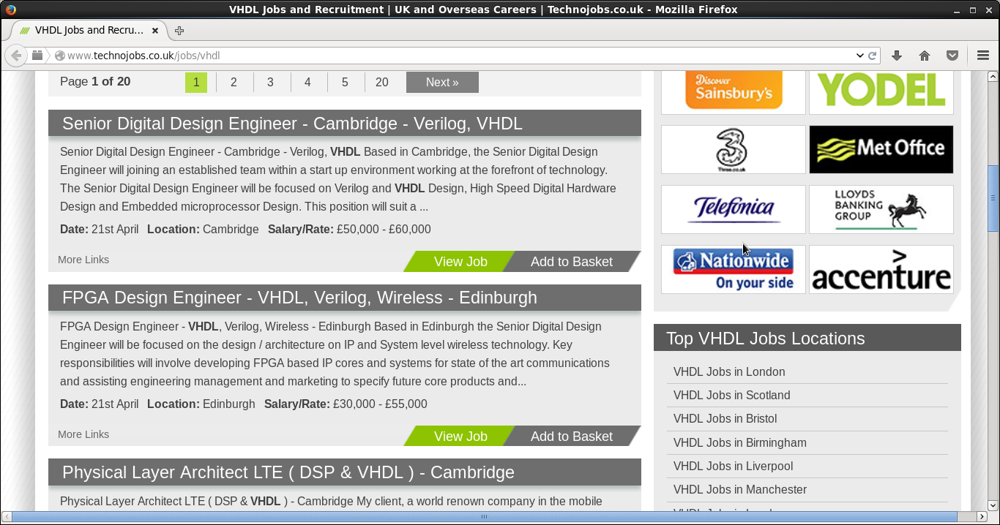 VHDL Jobs and Recruitment | UK and Overseas Careers | Technojobs.co.uk - Mozilla Firefox
VHDL Jobs and Recru...
www.technojobs.co.uk/jobs/vhdl
Page 1 of 20 1 2 3 4 5 20 Next »
Senior Digital Design Engineer - Cambridge - Verilog, VHDL
Senior Digital Design Engineer - Cambridge - Verilog, VHDL Based in Cambridge, the Senior Digital Design
Engineer will joining an established team within a start up environment working at the forefront of technology.
The Senior Digital Design Engineer will be focused on Verilog and VHDL Design, High Speed Digital Hardware
Design and Embedded microprocessor Design. This position will suit a ...
Date: 21st April Location: Cambridge Salary/Rate: £50,000 - £60,000
More Links View Job Add to Basket
FPGA Design Engineer - VHDL, Verilog, Wireless - Edinburgh
FPGA Design Engineer - VHDL, Verilog, Wireless - Edinburgh Based in Edinburgh the Senior Digital Design
Engineer will be focused on the design / architecture on IP and System level wireless technology. Key
responsibilities will involve developing FPGA based IP cores and systems for state of the art communications
and assisting engineering management and marketing to specify future core products and...
Date: 21st April Location: Edinburgh Salary/Rate: £30,000 - £55,000
More Links View Job Add to Basket
Physical Layer Architect LTE ( DSP & VHDL ) - Cambridge
Physical Layer Architect LTE ( DSP & VHDL ) - Cambridge My client, a world renown company in the mobile
Discover
Sainsbury's
YODEL
3
Three.co.uk
Met Office
Telefónica
LLOYDS
BANKING
GROUP
Nationwide
On your side
>
accenture
Top VHDL Jobs Locations
VHDL Jobs in London
VHDL Jobs in Scotland
VHDL Jobs in Bristol
VHDL Jobs in Birmingham
VHDL Jobs in Liverpool
VHDL Jobs in Manchester